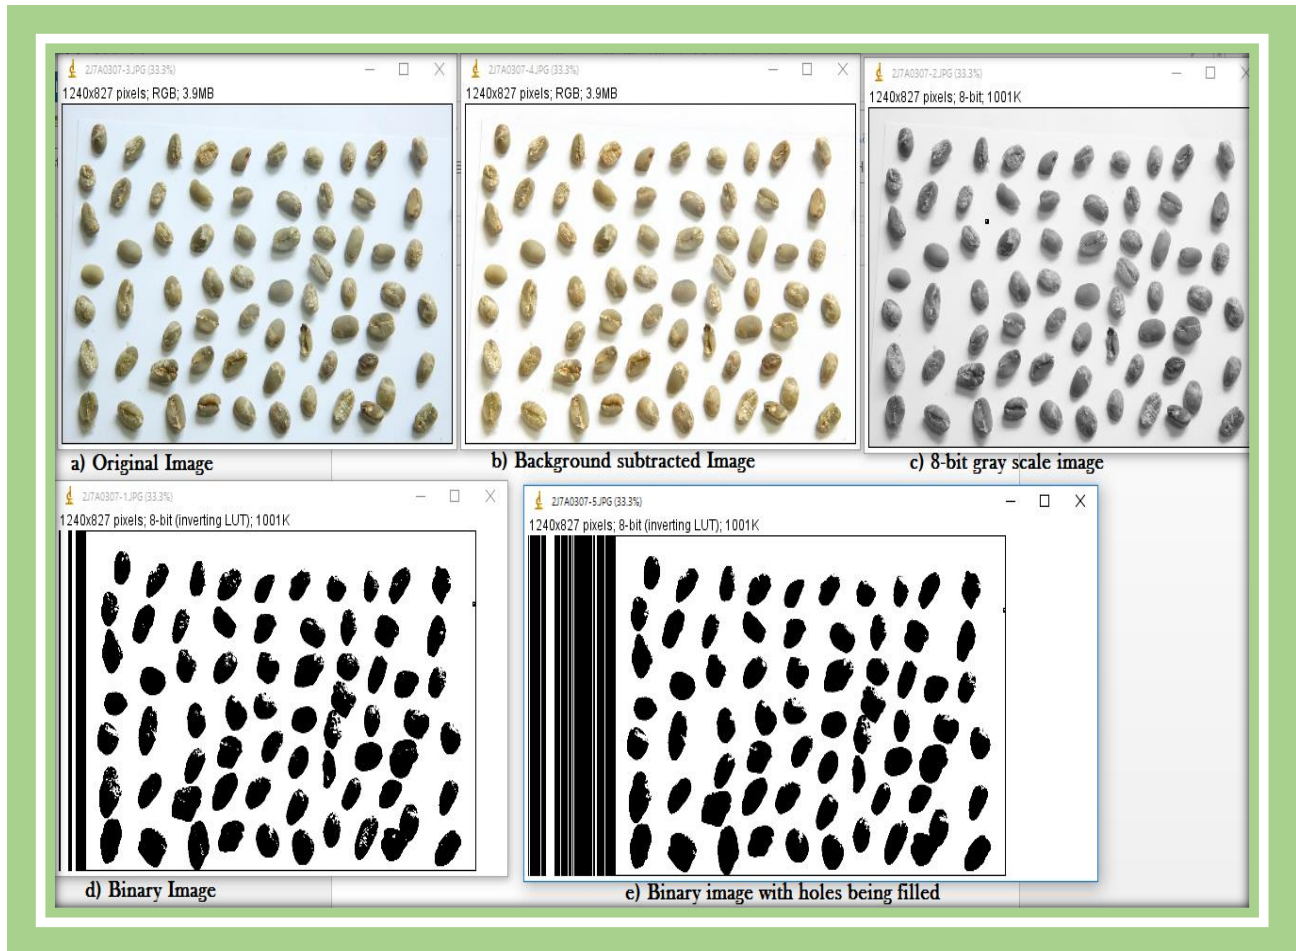 2J7A0307-3.JPG (33.3%)
1240x827 pixels; RGB; 3.9MB
a) Original Image
2J7A0307-4.JPG (33.3%)
1240x827 pixels; RGB; 3.9MB
b) Background subtracted Image
2J7A0307-2.JPG (33.3%)
1240x827 pixels; 8-bit; 1001K
c) 8-bit gray scale image
2J7A0307-1.JPG (33.3%)
1240x827 pixels; 8-bit (inverting LUT); 1001K
d) Binary Image
2J7A0307-5.JPG (33.3%)
1240x827 pixels; 8-bit (inverting LUT); 1001K
e) Binary image with holes being filled